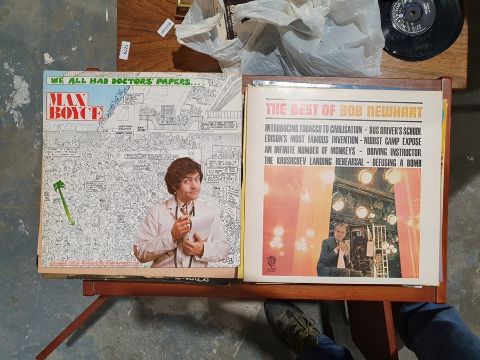 WE ALL HAD DOCTORS' PAPERS...
MAX
BOYCE
THE BEST OF BOB NEWHART
INTRODUCING TOBACCO TO CIVILISATION - BUS DRIVER'S SCHOOL
EDISON'S MOST FAMOUS INVENTION - NUDIST CAMP EXPOSE
AN INFINITE NUMBER OF MONKEYS - DRIVING INSTRUCTOR
THE KRUSHCHEV LANDING REHEARSAL - DEFUSING A BOMB